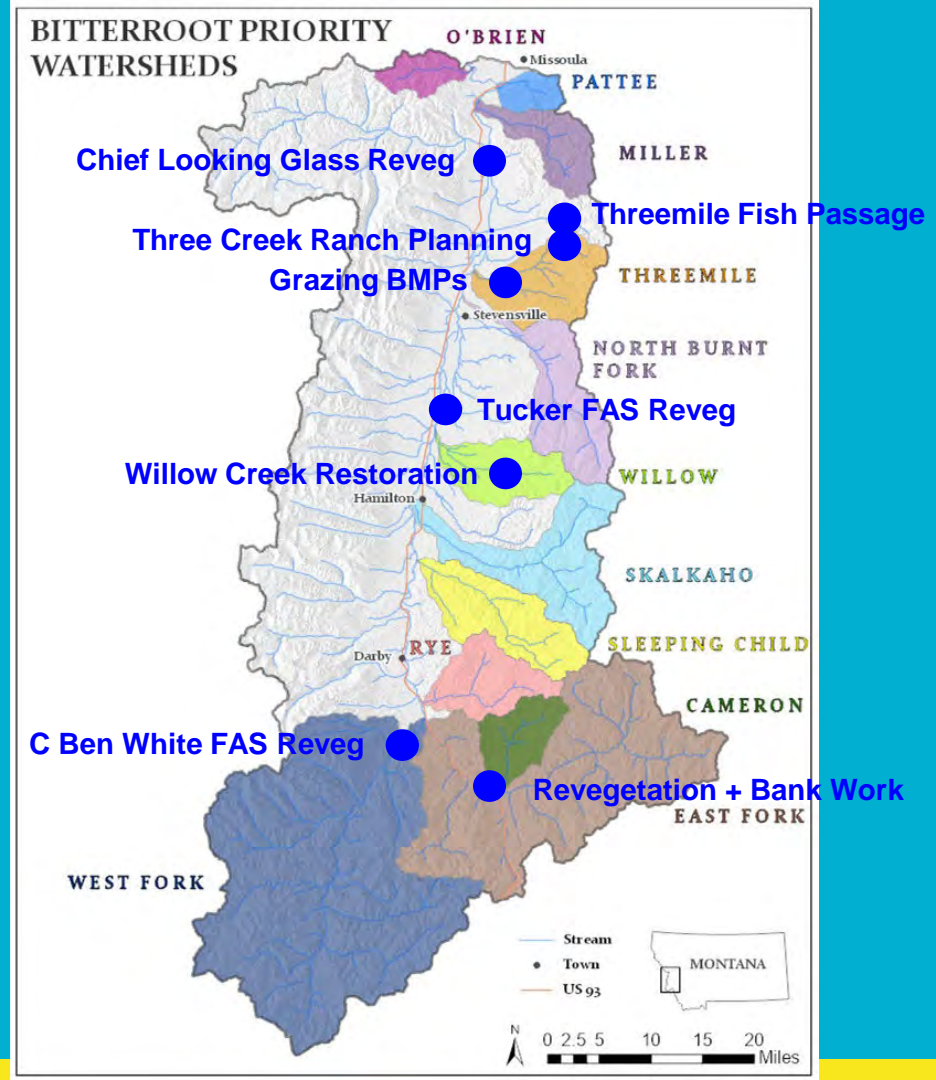 BITTERROOT PRIORITY
WATERSHEDS
O'BRIEN
Missoula
PATTEE
MILLER
Chief Looking Glass Reveg
Threemile Fish Passage
Three Creek Ranch Planning
Grazing BMPs
THREEMILE
Stevensville
NORTH BURNT
FORK
Tucker FAS Reveg
Willow Creek Restoration
WILLOW
Hamilton
SKALKAHO
SLEEPING CHILD
RYE
Darby
CAMERON
C Ben White FAS Reveg
Revegetation + Bank Work
EAST FORK
WEST FORK
Stream
Town
US 93
MONTANA
N
0 2.5 5 10 15 20
Miles